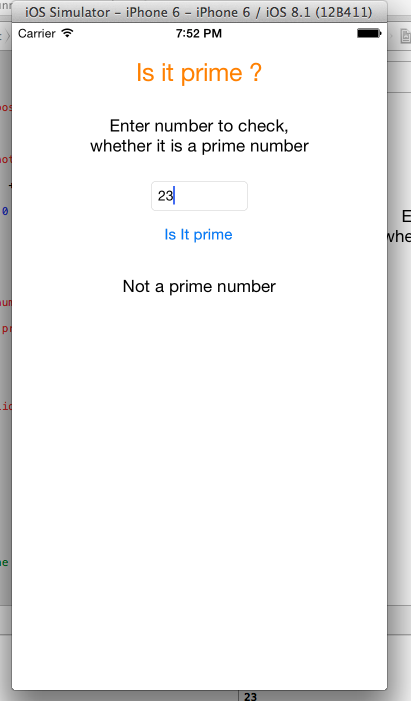 iOS Simulator – iPhone 6 – iPhone 6 / iOS 8.1 (12B411)
Carrier
7:52 PM
Is it prime ?
Enter number to check,
whether it is a prime number
23
Is It prime
Not a prime number
23